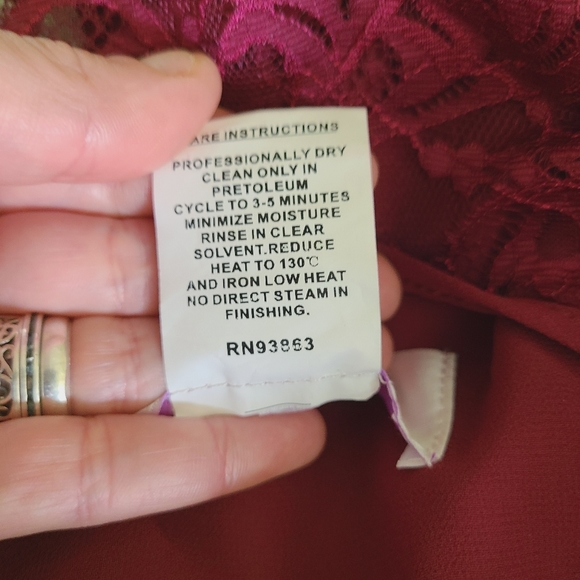 ARE INSTRUCTIONS
PROFESSIONALLY DRY
CLEAN ONLY IN
PRETOLEUM
CYCLE TO 3-5 MINUTES
MINIMIZE MOISTURE
RINSE IN CLEAR
SOLVENT.REDUCE
HEAT TO 130℃
AND IRON LOW HEAT
NO DIRECT STEAM IN
FINISHING.
RN93863